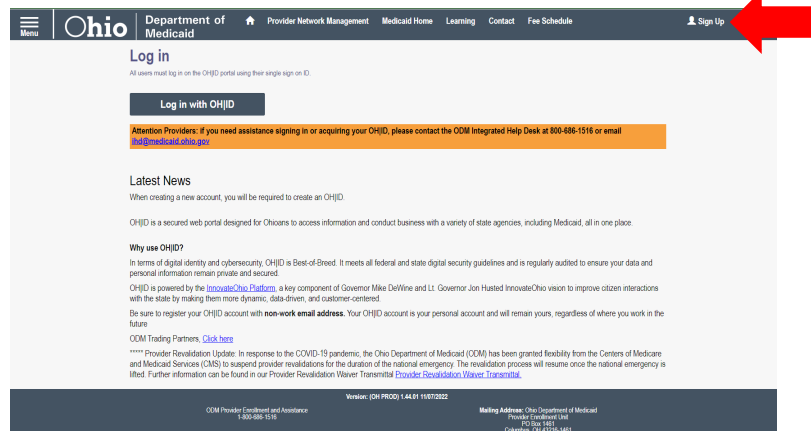 Menu
Ohio
Department of
Medicaid
Provider Network Management Medicaid Home Learning Contact Fee Schedule
Sign Up
Log in
All users must log in on the OH|ID portal using their single sign on ID.
Log in with OH|ID
Attention Providers: if you need assistance signing in or acquiring your OH|ID, please contact the ODM Integrated Help Desk at 800-686-1516 or email
ihd@medicaid.ohio.gov
Latest News
When creating a new account, you will be required to create an OH|ID.
OH|ID is a secured web portal designed for Ohioans to access information and conduct business with a variety of state agencies, including Medicaid, all in one place.
Why use OH|ID?
In terms of digital identity and cybersecurity, OH|ID is Best-of-Breed. It meets all federal and state digital security guidelines and is regularly audited to ensure your data and
personal information remain private and secured.
OH|ID is powered by the InnovateOhio Platform, a key component of Governor Mike DeWine and Lt. Governor Jon Husted InnovateOhio vision to improve citizen interactions
with the state by making them more dynamic, data-driven, and customer-centered.
Be sure to register your OH|ID account with non-work email address. Your OH|ID account is your personal account and will remain yours, regardless of where you work in the
future
ODM Trading Partners, Click here
***** Provider Revalidation Update: In response to the COVID-19 pandemic, the Ohio Department of Medicaid (ODM) has been granted flexibility from the Centers of Medicare
and Medicaid Services (CMS) to suspend provider revalidations for the duration of the national emergency. The revalidation process will resume once the national emergency is
lifted. Further information can be found in our Provider Revalidation Waiver Transmittal Provider Revalidation Waiver Transmittal.
Version: (OH PROD) 1.44.01 11/07/2022
ODM Provider Enrollment and Assistance
1-800-686-1516
Mailing Address: Ohio Department of Medicaid
Provider Enrollment Unit
PO Box 1461
Columbus, OH 43216-1461